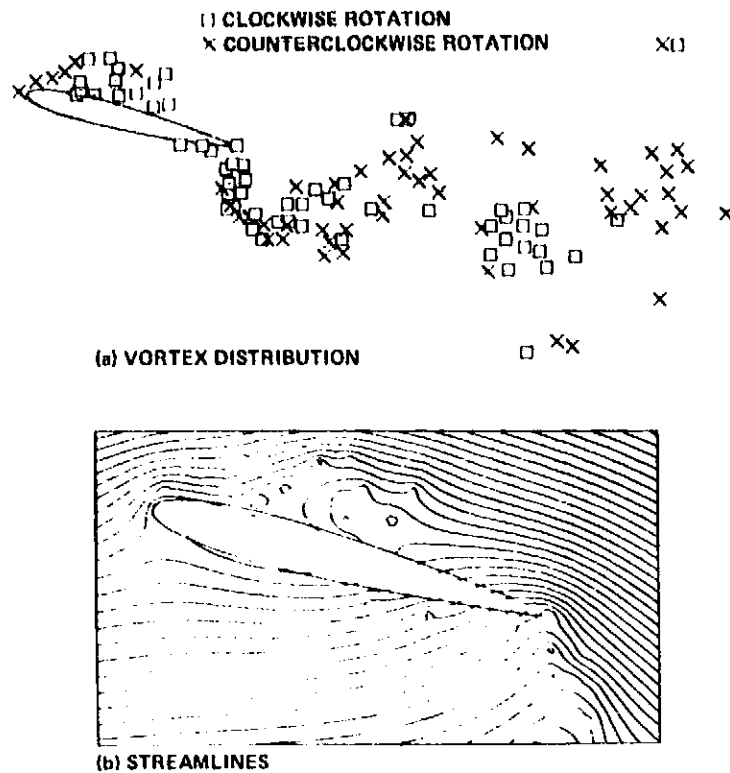 [] CLOCKWISE ROTATION
× COUNTERCLOCKWISE ROTATION
(a) VORTEX DISTRIBUTION
(b) STREAMLINES